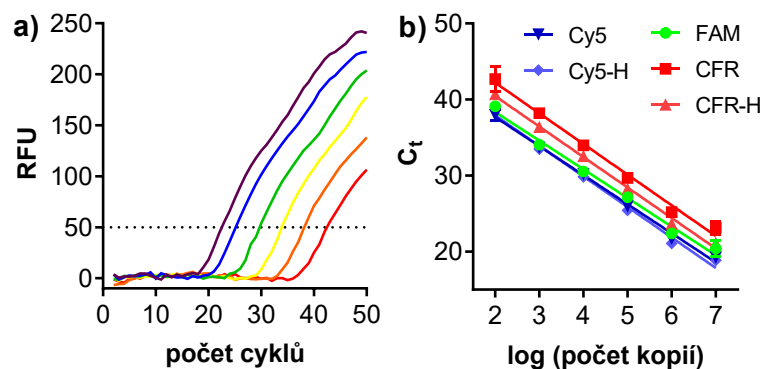 a)
RFU
250
200
150
100
50
0
0 10 20 30 40 50
počet cyklů
b)
C_t
50
40
30
20
Cy5
Cy5-H
FAM
CFR
CFR-H
2 3 4 5 6 7
log (počet kopií)